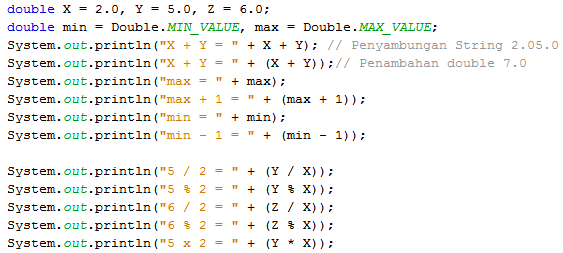 double X = 2.0, Y = 5.0, Z = 6.0;
double min = Double.MIN_VALUE, max = Double.MAX_VALUE;
System.out.println("X + Y = " + X + Y); // Penyambungan String 2.05.0
System.out.println("X + Y = " + (X + Y));// Penambahan double 7.0
System.out.println("max = " + max);
System.out.println("max + 1 = " + (max + 1));
System.out.println("min = " + min);
System.out.println("min - 1 = " + (min - 1));
System.out.println("5 / 2 = " + (Y / X));
System.out.println("5 % 2 = " + (Y % X));
System.out.println("6 / 2 = " + (Z / X));
System.out.println("6 % 2 = " + (Z % X));
System.out.println("5 x 2 = " + (Y * X));